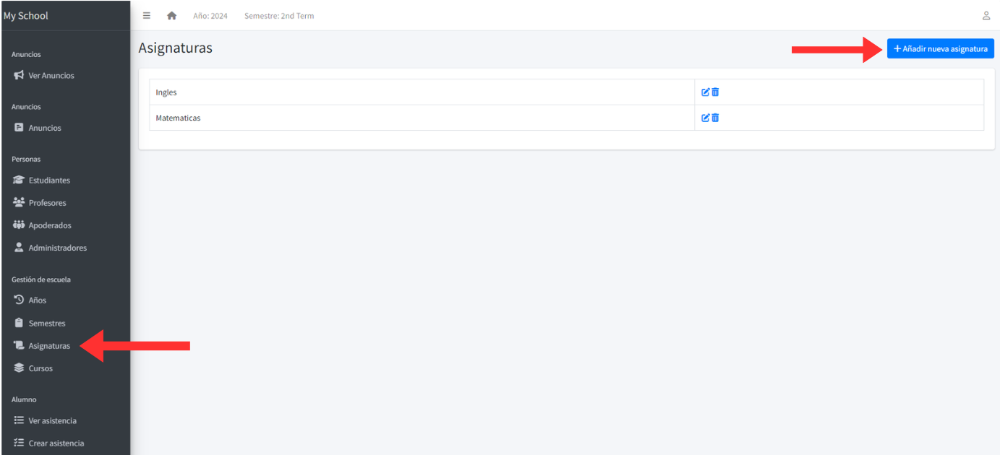 My School
Año: 2024 Semestre: 2nd Term
Anuncios
Ver Anuncios
Anuncios
Anuncios
Personas
Estudiantes
Profesores
Apoderados
Administradores
Gestión de escuela
Años
Semestres
Asignaturas
Cursos
Alumno
Ver asistencia
Crear asistencia
Asignaturas
+ Añadir nueva asignatura
Ingles
Matematicas